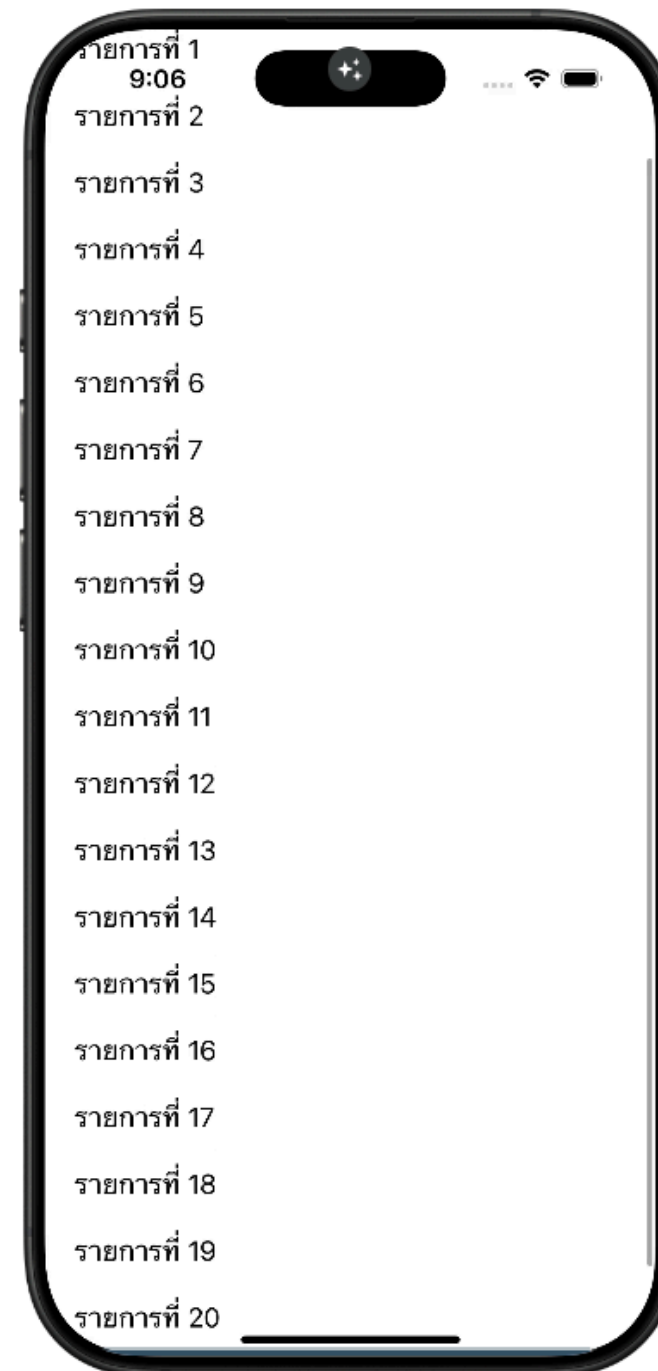 รายการที่ 1
9:06
รายการที่ 2
รายการที่ 3
รายการที่ 4
รายการที่ 5
รายการที่ 6
รายการที่ 7
รายการที่ 8
รายการที่ 9
รายการที่ 10
รายการที่ 11
รายการที่ 12
รายการที่ 13
รายการที่ 14
รายการที่ 15
รายการที่ 16
รายการที่ 17
รายการที่ 18
รายการที่ 19
รายการที่ 20